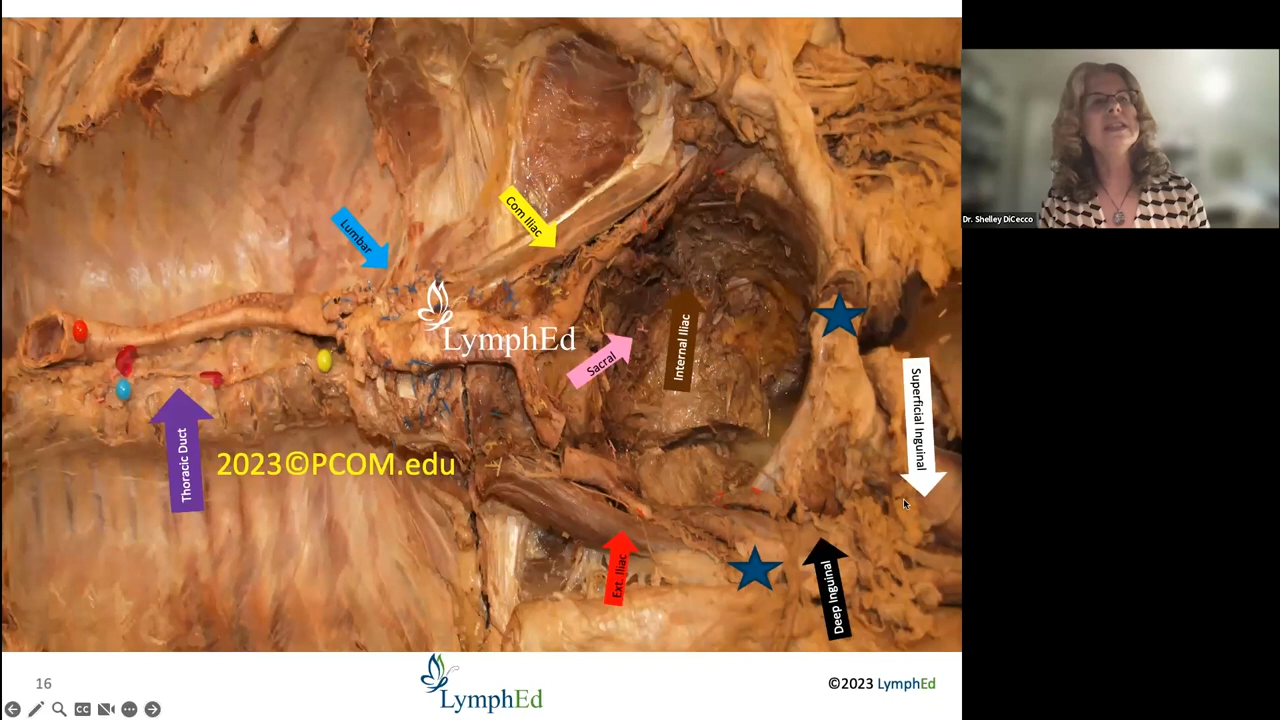 Com Iliac
Lumbar
LymphEd
Sacral
Internal Iliac
Superficial Inguinal
Thoracic Duct
2023©PCOM.edu
Ext. Iliac
Deep Inguinal
Dr. Shelley DiCecco
16
LymphEd
©2023 LymphEd
CC